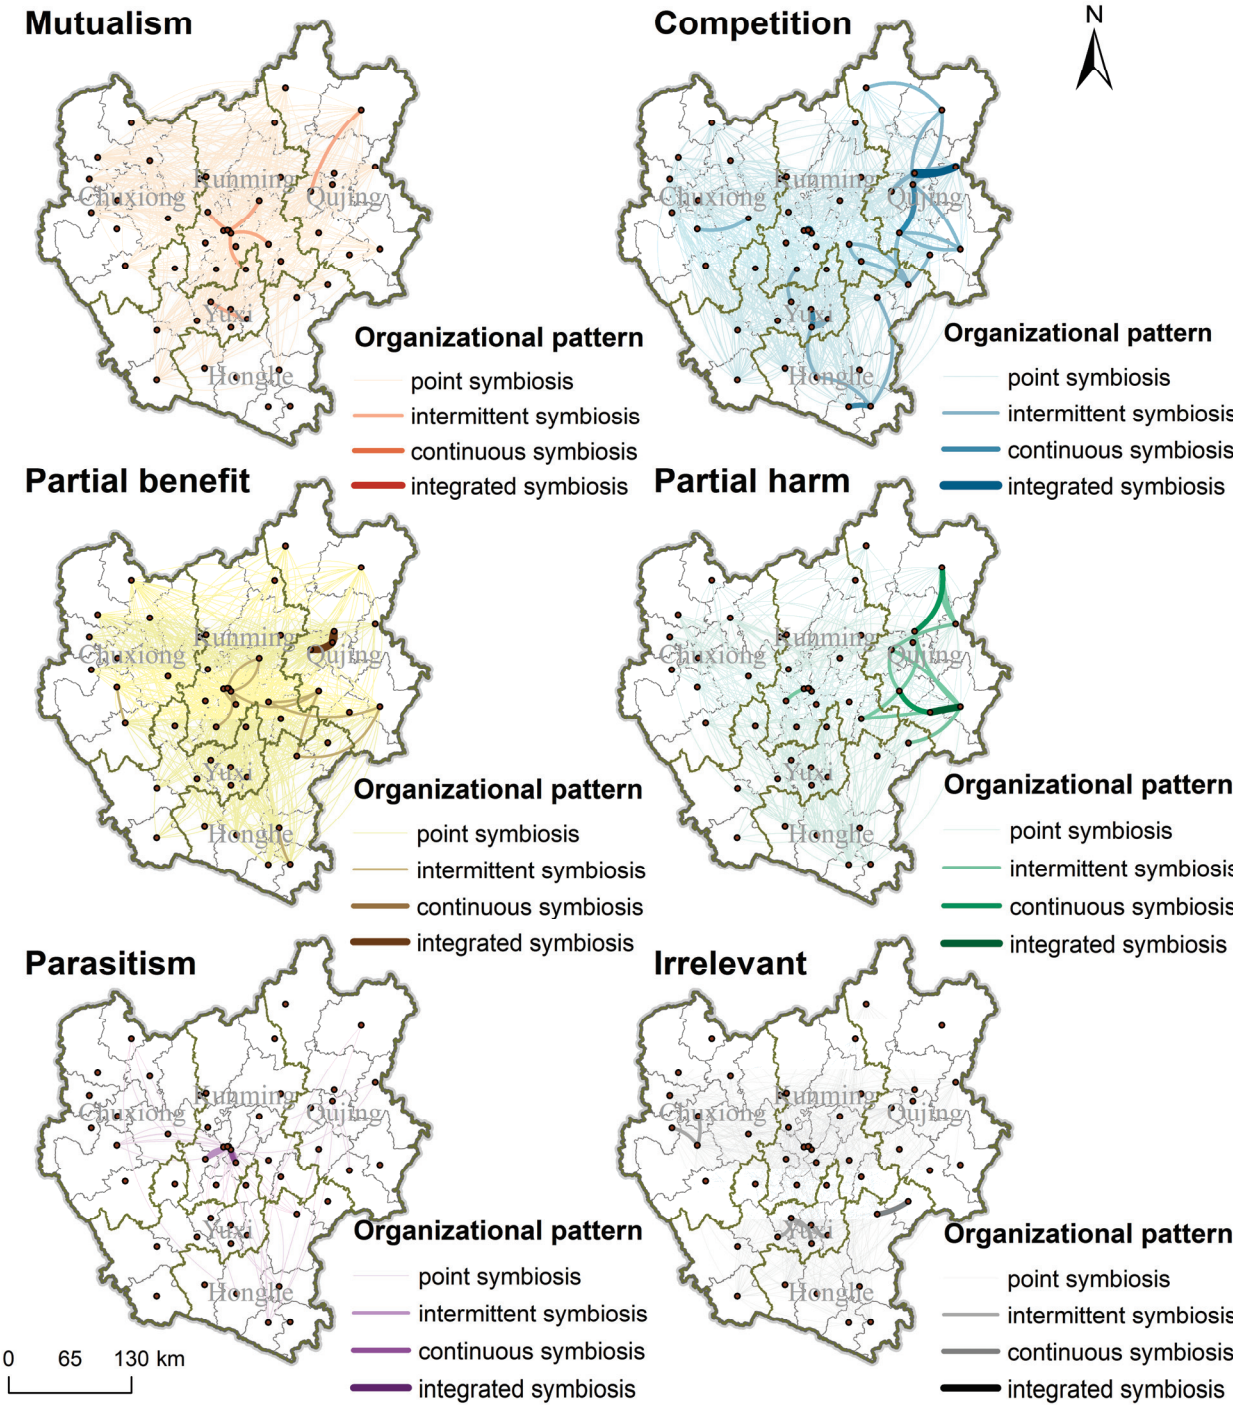 Mutualism
Competition
N
Kunming
Chuxiong
Qujing
Yuxi
Honghe
Organizational pattern
point symbiosis
intermittent symbiosis
continuous symbiosis
integrated symbiosis
Kunming
Chuxiong
Qujing
Yuxi
Honghe
Organizational pattern
point symbiosis
intermittent symbiosis
continuous symbiosis
integrated symbiosis
Partial benefit
Partial harm
Kunming
Chuxiong
Qujing
Yuxi
Honghe
Organizational pattern
point symbiosis
intermittent symbiosis
continuous symbiosis
integrated symbiosis
Kunming
Chuxiong
Qujing
Yuxi
Honghe
Organizational pattern
point symbiosis
intermittent symbiosis
continuous symbiosis
integrated symbiosis
Parasitism
Irrelevant
Kunming
Chuxiong
Qujing
Yuxi
Honghe
Organizational pattern
point symbiosis
intermittent symbiosis
continuous symbiosis
integrated symbiosis
Kunming
Chuxiong
Qujing
Yuxi
Honghe
Organizational pattern
point symbiosis
intermittent symbiosis
continuous symbiosis
integrated symbiosis
0 65 130 km